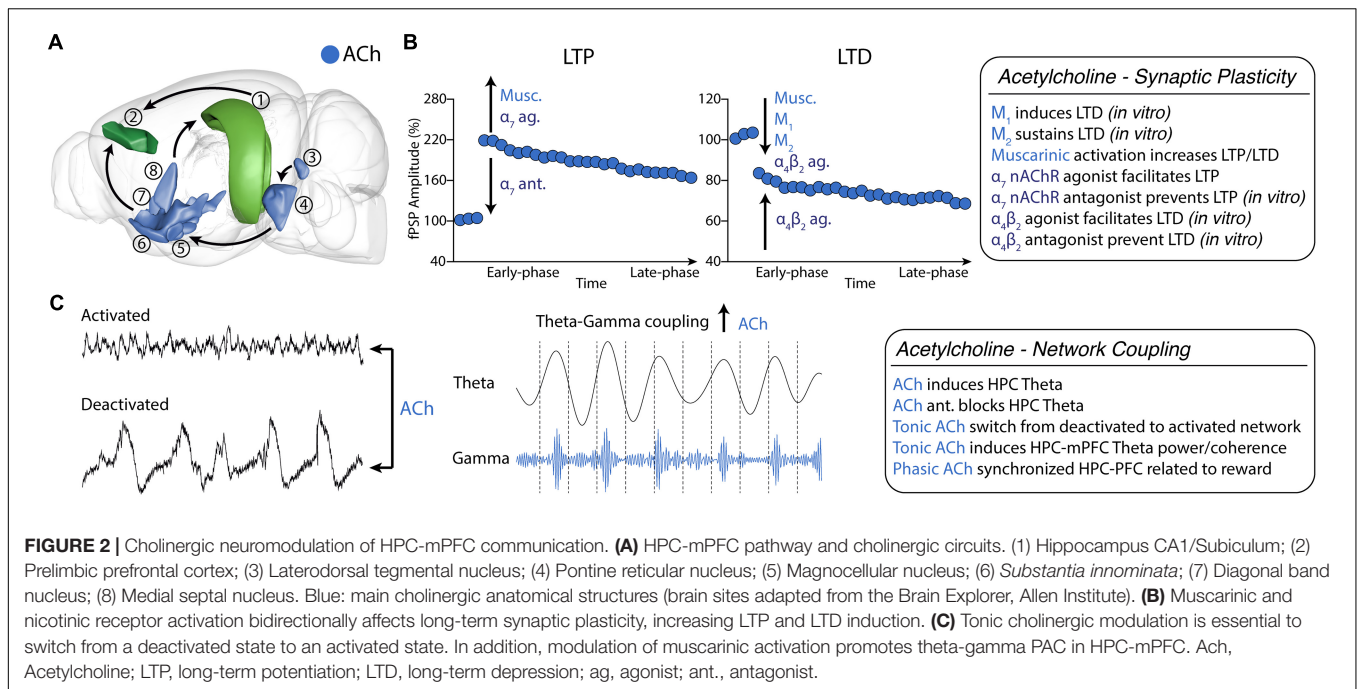 A
ACh
1
2
3
4
5
6
7
8
B
LTP
fPSP Amplitude (%)
280
220
160
100
40
Musc.
α7 ag.
α7 ant.
Early-phase
Late-phase
Time
LTD
120
100
80
60
40
Musc.
M1
M2
α4β2 ag.
α4β2 ag.
Early-phase
Late-phase
Time
Acetylcholine - Synaptic Plasticity
M1 induces LTD (in vitro)
M2 sustains LTD (in vitro)
Muscarinic activation increases LTP/LTD
α7 nAChR agonist facilitates LTP
α7 nAChR antagonist prevents LTP (in vitro)
α4β2 agonist facilitates LTD (in vitro)
α4β2 antagonist prevent LTD (in vitro)
C
Activated
Deactivated
ACh
Theta-Gamma coupling
ACh
Theta
Gamma
Acetylcholine - Network Coupling
ACh induces HPC Theta
ACh ant. blocks HPC Theta
Tonic ACh switch from deactivated to activated network
Tonic ACh induces HPC-mPFC Theta power/coherence
Phasic ACh synchronized HPC-PFC related to reward
FIGURE 2 | Cholinergic neuromodulation of HPC-mPFC communication. (A) HPC-mPFC pathway and cholinergic circuits. (1) Hippocampus CA1/Subiculum; (2)
Prelimbic prefrontal cortex; (3) Laterodorsal tegmental nucleus; (4) Pontine reticular nucleus; (5) Magnocellular nucleus; (6) Substantia innominata; (7) Diagonal band
nucleus; (8) Medial septal nucleus. Blue: main cholinergic anatomical structures (brain sites adapted from the Brain Explorer, Allen Institute). (B) Muscarinic and
nicotinic receptor activation bidirectionally affects long-term synaptic plasticity, increasing LTP and LTD induction. (C) Tonic cholinergic modulation is essential to
switch from a deactivated state to an activated state. In addition, modulation of muscarinic activation promotes theta-gamma PAC in HPC-mPFC. Ach,
Acetylcholine; LTP, long-term potentiation; LTD, long-term depression; ag, agonist; ant., antagonist.